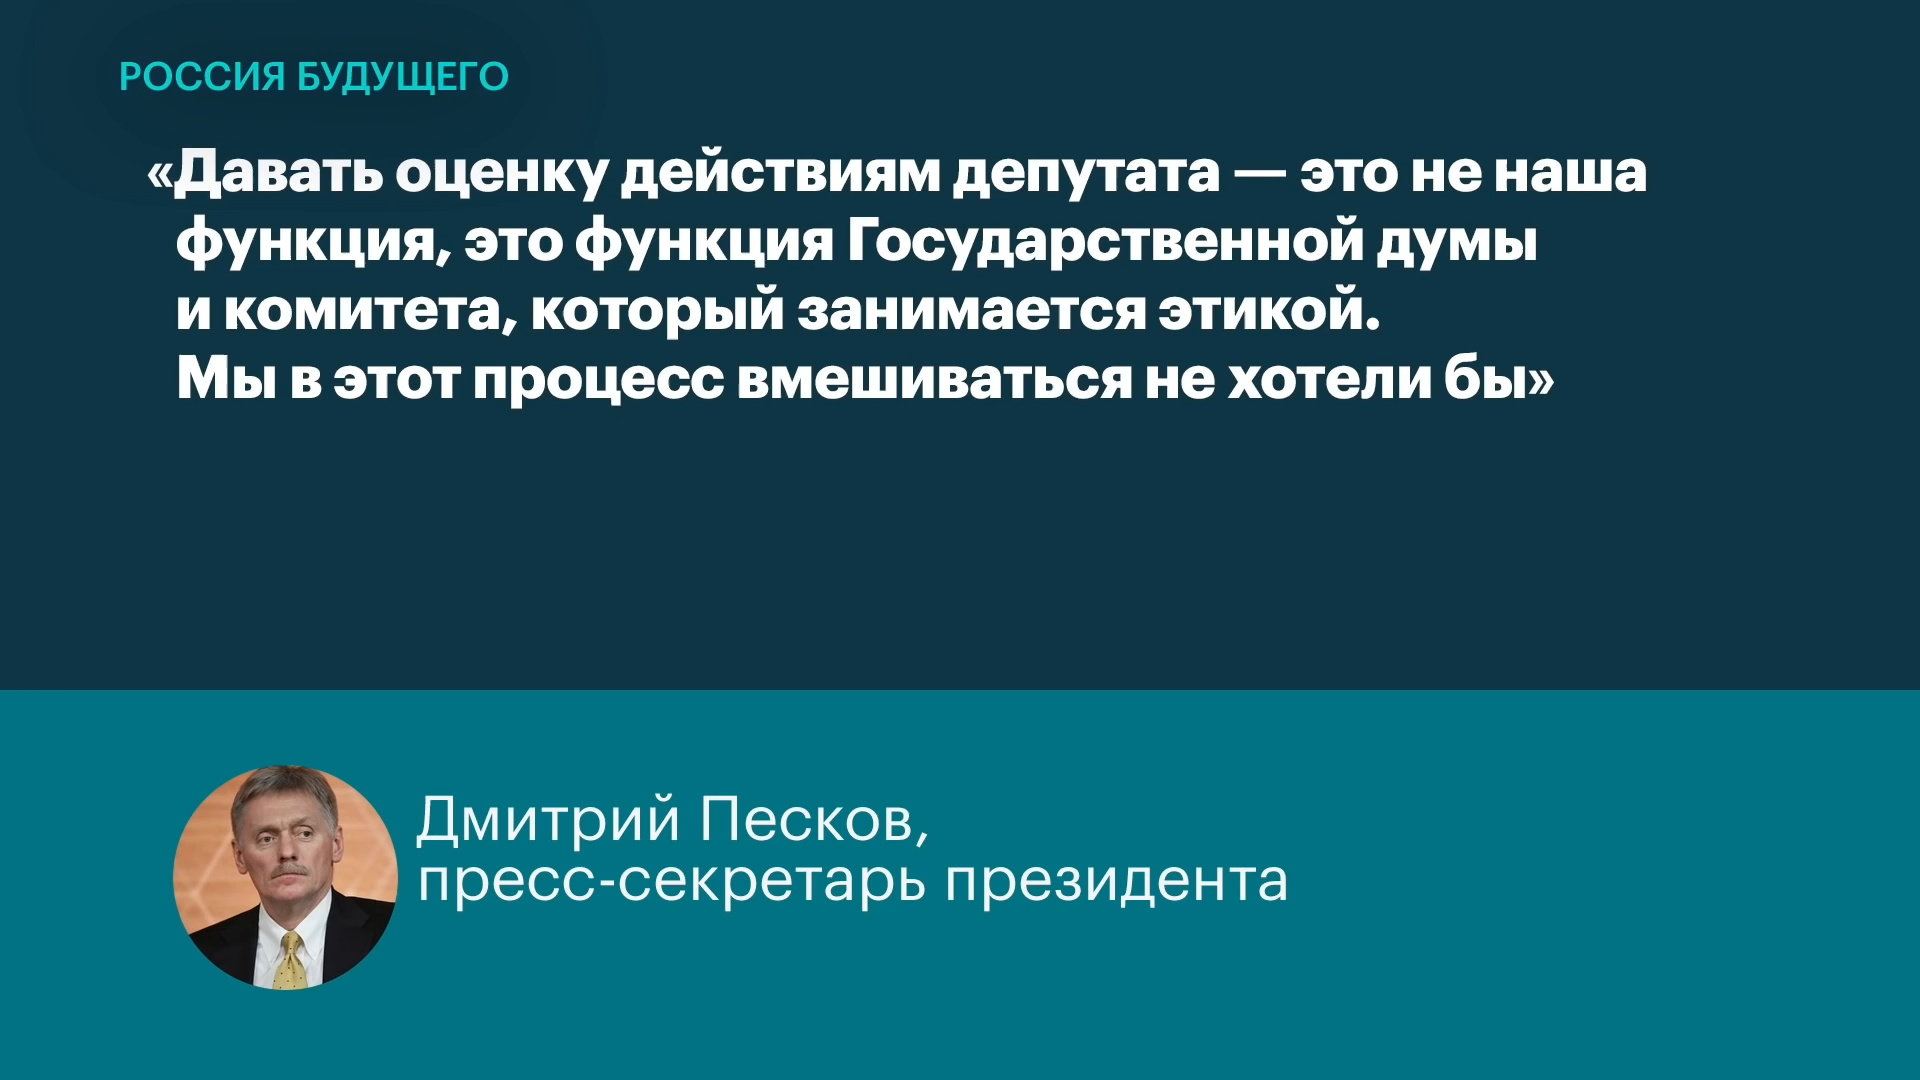 РОССИЯ БУДУЩЕГО
«Давать оценку действиям депутата — это не наша
функция, это функция Государственной думы
и комитета, который занимается этикой.
Мы в этот процесс вмешиваться не хотели бы»
Дмитрий Песков,
пресс-секретарь президента